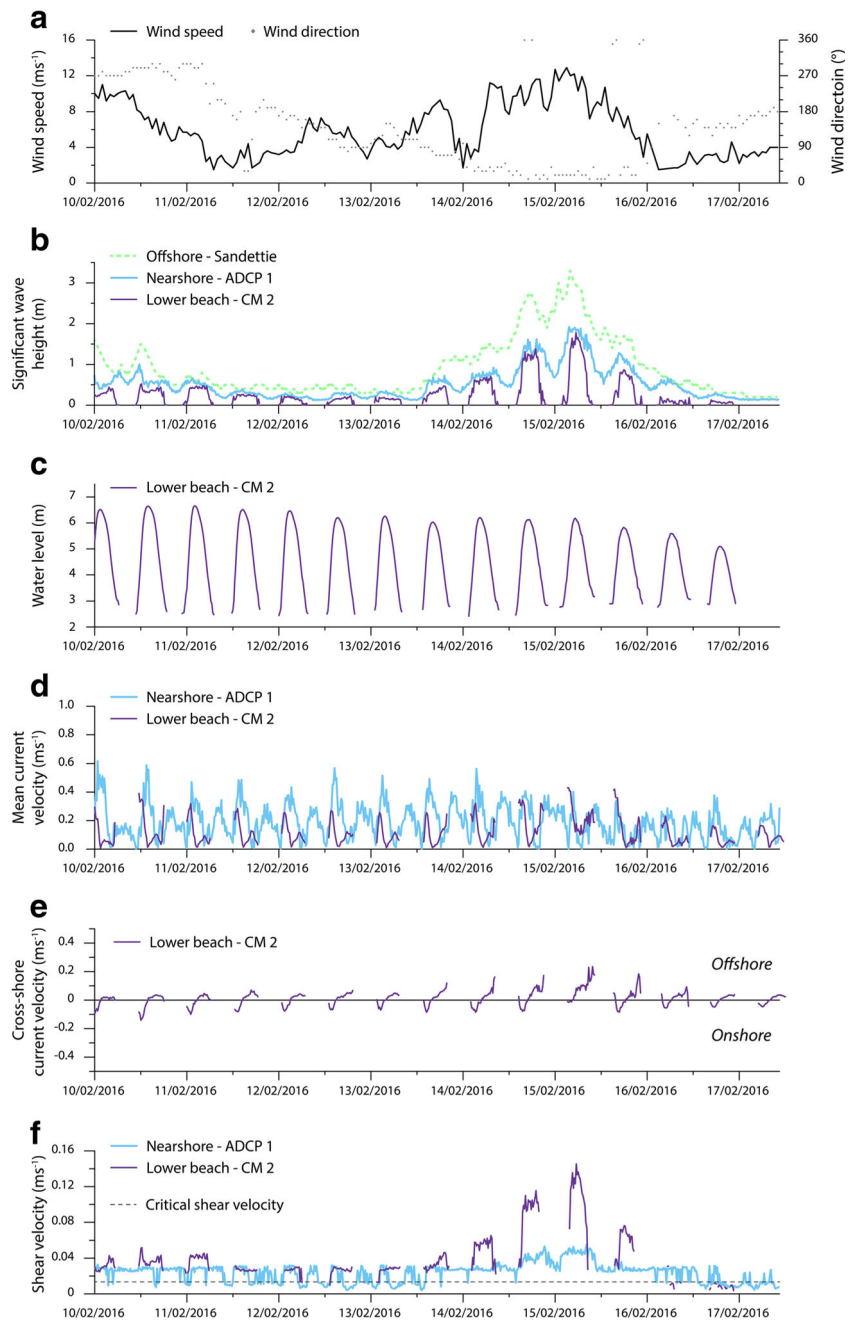 a
Wind speed
Wind direction
16
12
8
4
0
Wind speed (ms-1)
360
270
180
90
0
Wind directoin (°)
10/02/2016 11/02/2016 12/02/2016 13/02/2016 14/02/2016 15/02/2016 16/02/2016 17/02/2016
b
Offshore - Sandettie
Nearshore - ADCP 1
Lower beach - CM 2
3
2
1
0
Significant wave
height (m)
10/02/2016 11/02/2016 12/02/2016 13/02/2016 14/02/2016 15/02/2016 16/02/2016 17/02/2016
c
Lower beach - CM 2
7
6
5
4
3
2
Water level (m)
10/02/2016 11/02/2016 12/02/2016 13/02/2016 14/02/2016 15/02/2016 16/02/2016 17/02/2016
d
Nearshore - ADCP 1
Lower beach - CM 2
1.0
0.8
0.6
0.4
0.2
0.0
Mean current
velocity (ms-1)
10/02/2016 11/02/2016 12/02/2016 13/02/2016 14/02/2016 15/02/2016 16/02/2016 17/02/2016
e
Lower beach - CM 2
0.4
0.2
0
-0.2
-0.4
Cross-shore
current velocity (ms-1)
Offshore
Onshore
10/02/2016 11/02/2016 12/02/2016 13/02/2016 14/02/2016 15/02/2016 16/02/2016 17/02/2016
f
Nearshore - ADCP 1
Lower beach - CM 2
Critical shear velocity
0.16
0.12
0.08
0.04
0
Shear velocity (ms-1)
10/02/2016 11/02/2016 12/02/2016 13/02/2016 14/02/2016 15/02/2016 16/02/2016 17/02/2016